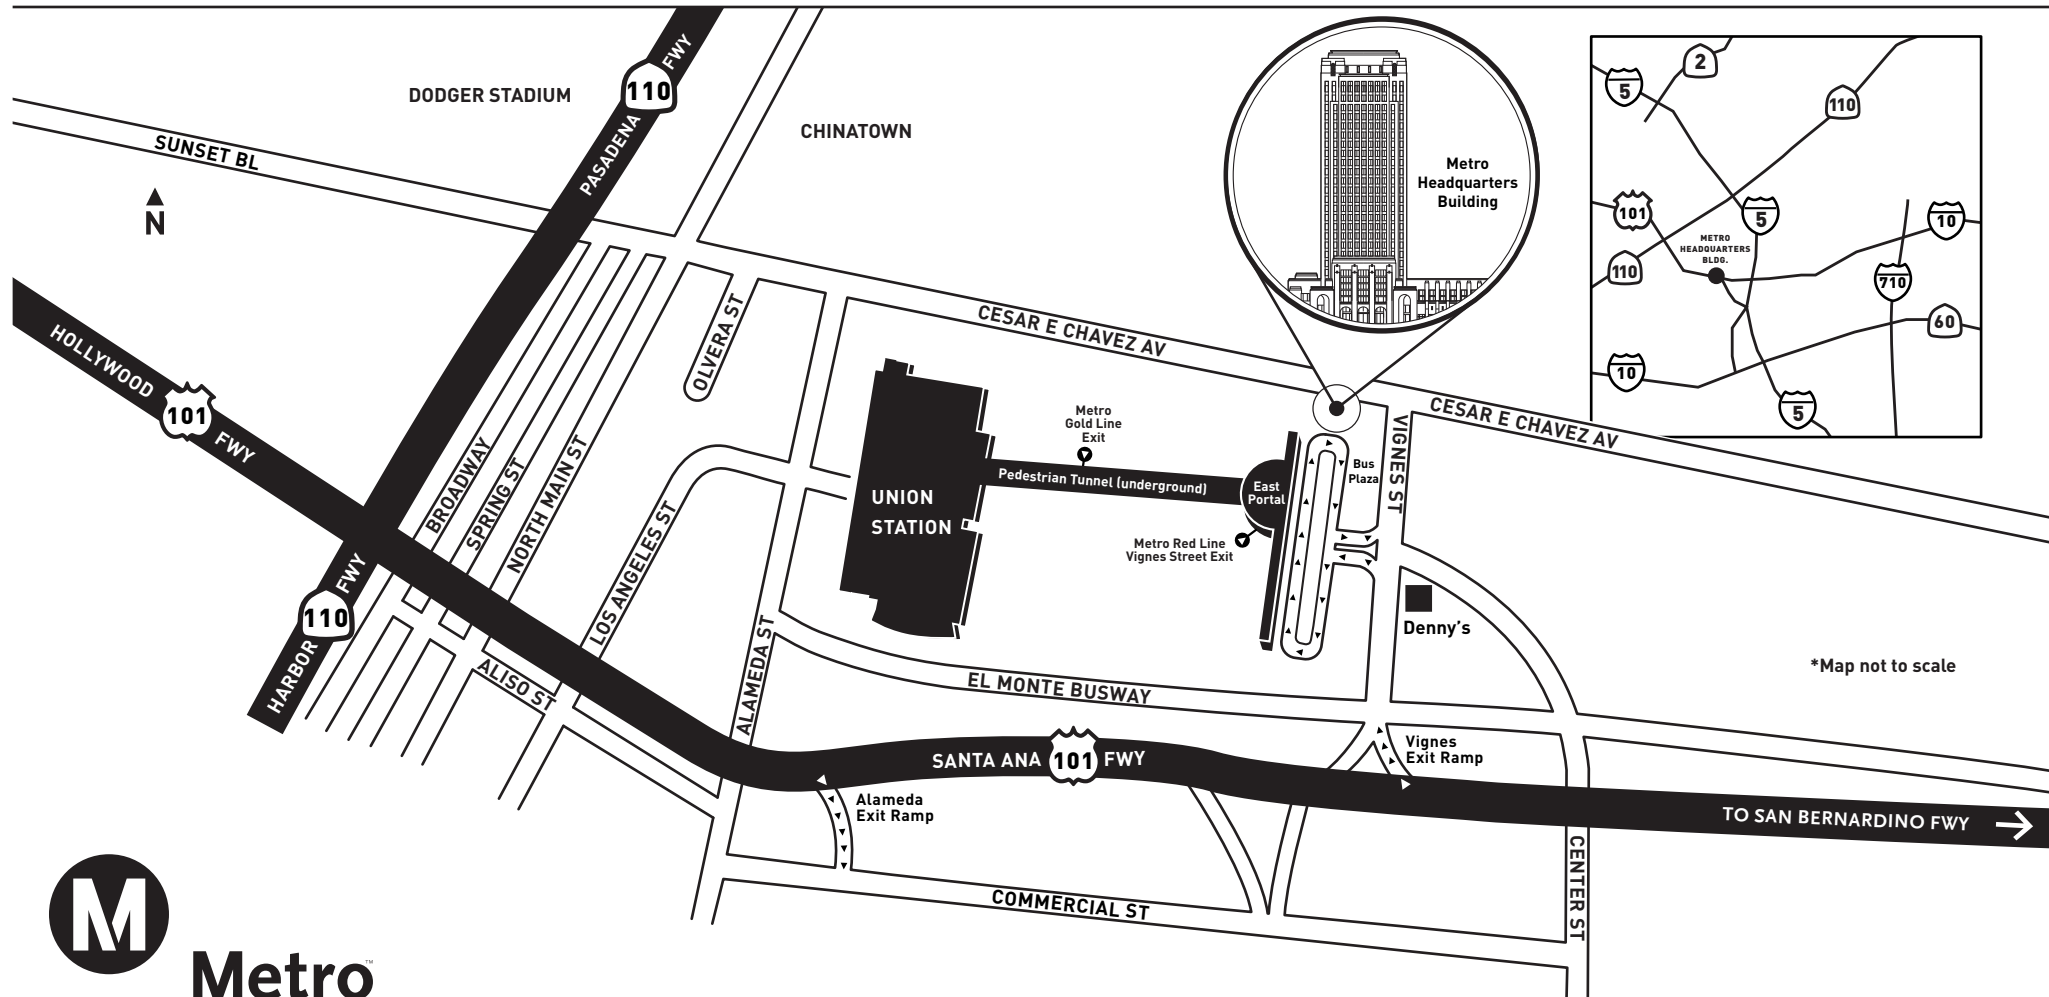 DODGER STADIUM
110
PASADENA
FWY
CHINATOWN
SUNSET BL
N
Metro
Headquarters
Building
2
5
110
101
5
10
METRO
HEADQUARTERS
BLDG.
110
710
60
10
5
HOLLYWOOD
101
FWY
OLVERA ST
CESAR E CHAVEZ AV
CESAR E CHAVEZ AV
VIGNES ST
BROADWAY
SPRING ST
NORTH MAIN ST
LOS ANGELES ST
UNION
STATION
Metro
Gold Line
Exit
Pedestrian Tunnel (underground)
East
Portal
Bus
Plaza
Metro Red Line
Vignes Street Exit
Denny’s
*Map not to scale
HARBOR
110
FWY
ALISO ST
ALAMEDA ST
EL MONTE BUSWAY
SANTA ANA
101
FWY
Vignes
Exit Ramp
Alameda
Exit Ramp
TO SAN BERNARDINO FWY
COMMERCIAL ST
CENTER ST
M
Metro™